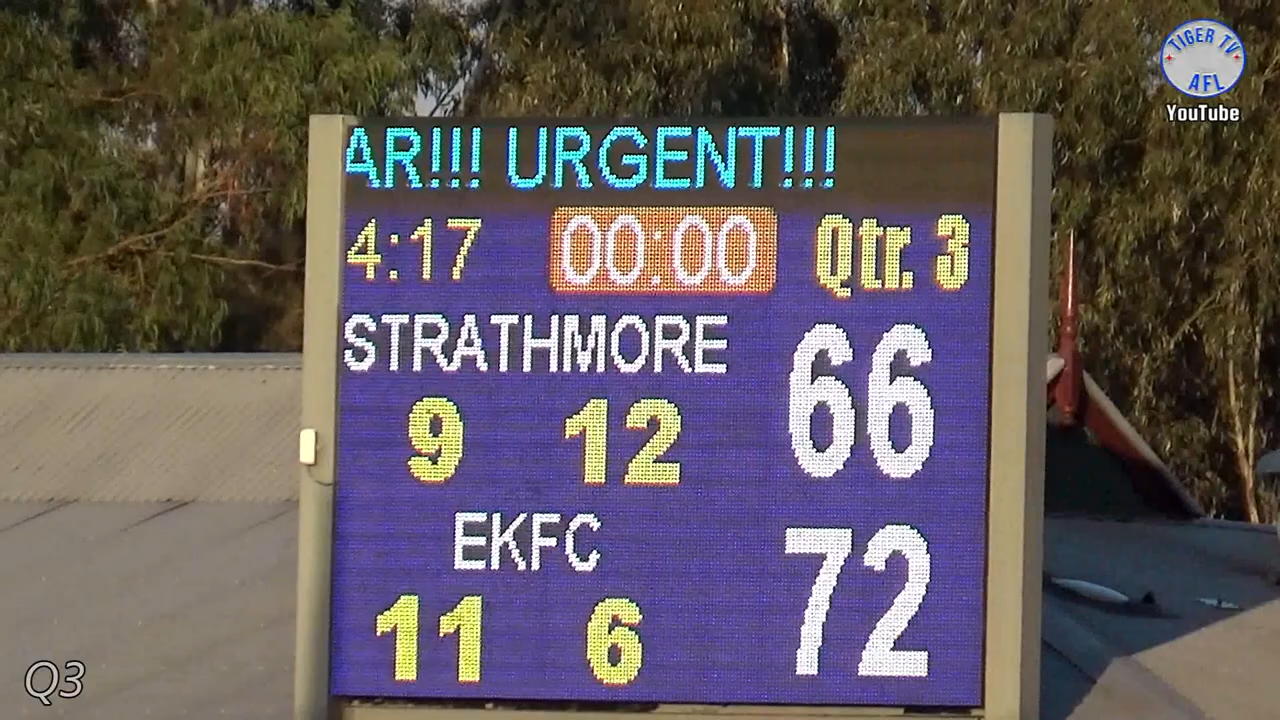 TIGER TV
AFL
YouTube
AR!!! URGENT!!!
4:17 00:00 Qtr. 3
STRATHMORE 66
9 12
EKFC 72
11 6
Q3